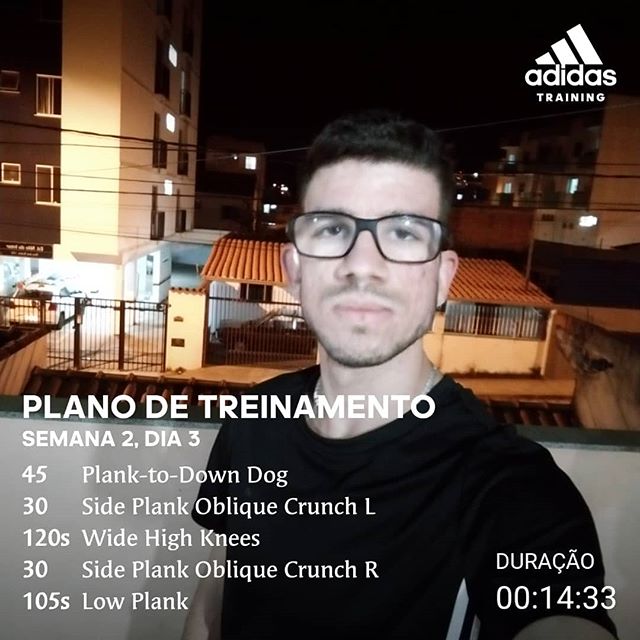 adidas
TRAINING
PLANO DE TREINAMENTO
SEMANA 2, DIA 3
45 Plank-to-Down Dog
30 Side Plank Oblique Crunch L
120s Wide High Knees
30 Side Plank Oblique Crunch R
105s Low Plank
DURAÇÃO
00:14:33